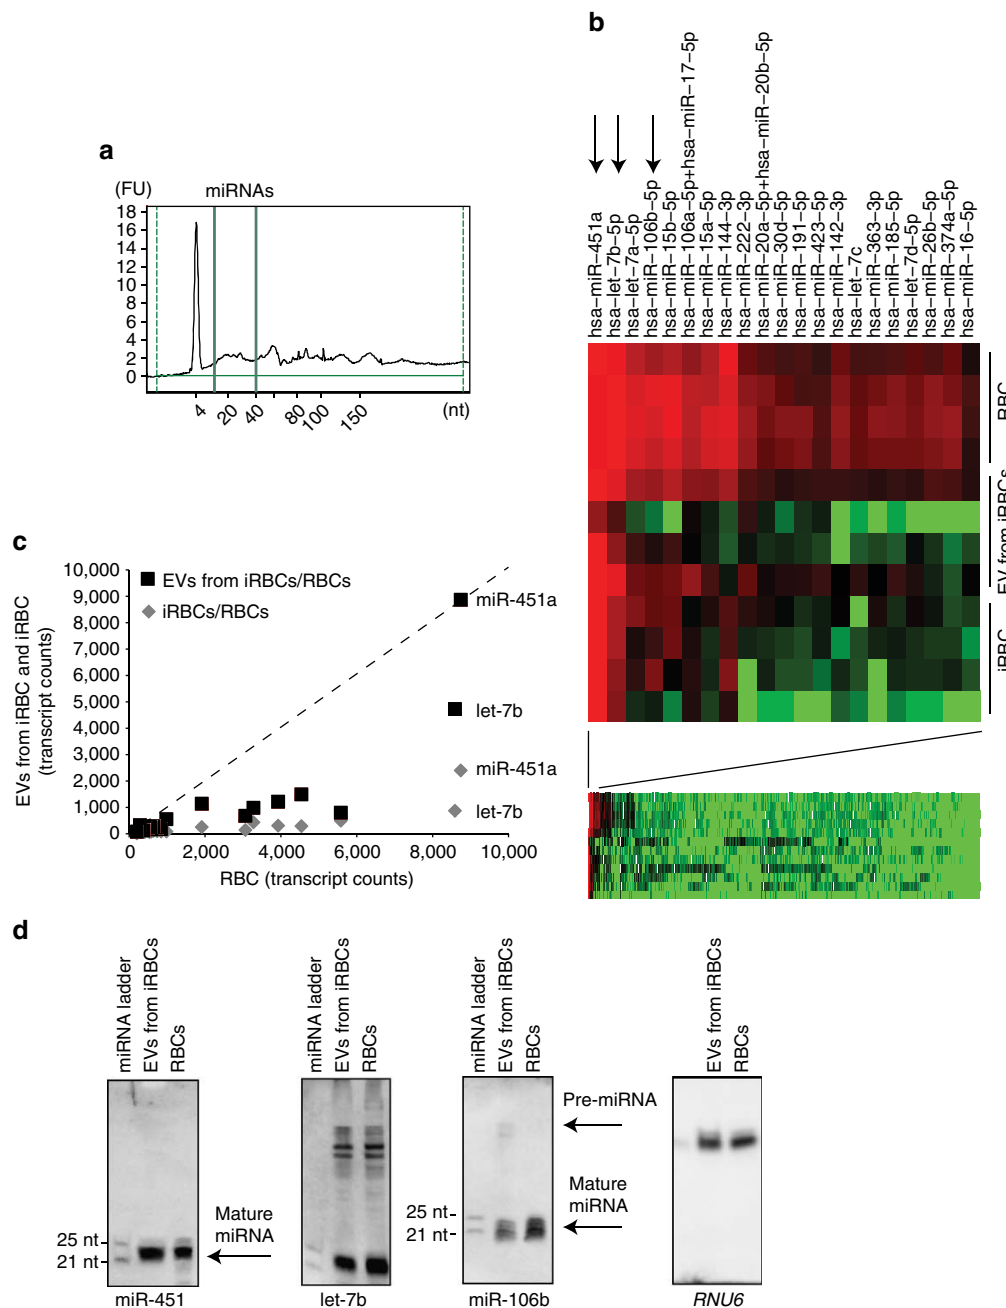 a
(FU)
miRNAs
18
16
14
12
10
8
6
4
2
0
4
20
40
80
100
150
(nt)
b
hsa–miR–451a
hsa–let–7b–5p
hsa–let–7a–5p
hsa–miR–106b–5p
hsa–miR–15b–5p
hsa–miR–106a–5p+hsa–miR–17–5p
hsa–miR–15a–5p
hsa–miR–144–3p
hsa–miR–222–3p
hsa–miR–20a–5p+hsa–miR–20b–5p
hsa–miR–30d–5p
hsa–miR–191–5p
hsa–miR–423–5p
hsa–miR–142–3p
hsa–let–7c
hsa–miR–363–3p
hsa–miR–185–5p
hsa–let–7d–5p
hsa–miR–26b–5p
hsa–miR–374a–5p
hsa–miR–16–5p
RBC
EV from iRBCs
iRBC
c
EVs from iRBC and iRBC
(transcript counts)
10,000
9,000
8,000
7,000
6,000
5,000
4,000
3,000
2,000
1,000
0
EVs from iRBCs/RBCs
iRBCs/RBCs
miR-451a
let-7b
miR-451a
let-7b
0
2,000
4,000
6,000
8,000
10,000
RBC (transcript counts)
d
miRNA ladder
EVs from iRBCs
RBCs
25 nt
21 nt
Mature
miRNA
miR-451
miRNA ladder
EVs from iRBCs
RBCs
let-7b
miRNA ladder
EVs from iRBCs
RBCs
Pre-miRNA
25 nt
21 nt
Mature
miRNA
miR-106b
EVs from iRBCs
RBCs
RNU6